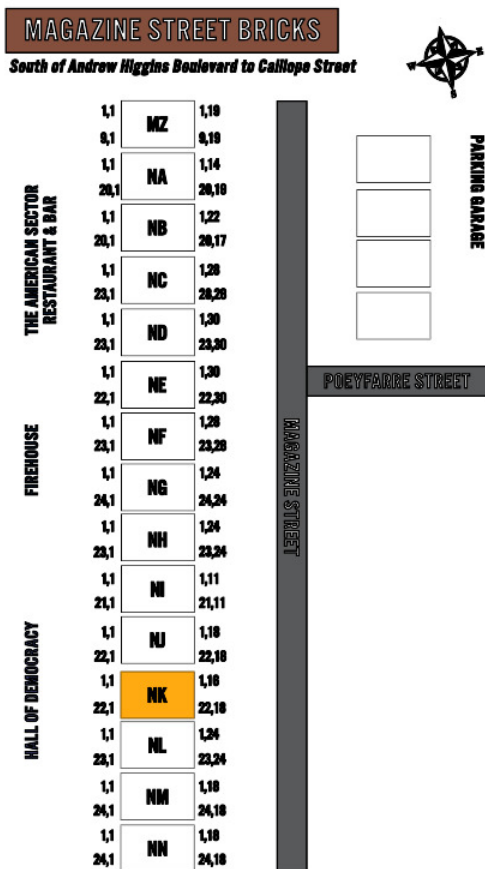 MAGAZINE STREET BRICKS
South of Andrew Higgins Boulevard to Calliope Street
N
E
W
S
1,1 MZ 1,19
9,1 9,19
1,1 NA 1,14
20,1 20,19
1,1 NB 1,22
20,1 20,17
1,1 NC 1,28
23,1 28,28
1,1 ND 1,30
23,1 23,30
1,1 NE 1,30
22,1 22,30
1,1 NF 1,28
23,1 23,28
1,1 NG 1,24
24,1 24,24
1,1 NH 1,24
23,1 23,24
1,1 NI 1,11
21,1 21,11
1,1 NJ 1,18
22,1 22,18
1,1 NK 1,16
22,1 22,18
1,1 NL 1,24
23,1 23,24
1,1 NM 1,18
24,1 24,18
1,1 NN 1,18
24,1 24,18
THE AMERICAN SECTOR
RESTAURANT & BAR
FIREHOUSE
HALL OF DEMOCRACY
MAGAZINE STREET
POEYFARRE STREET
PARKING GARAGE